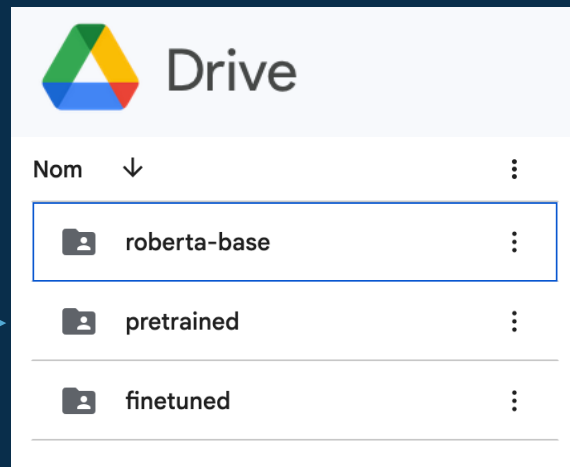 Drive
Nom
roberta-base
pretrained
finetuned